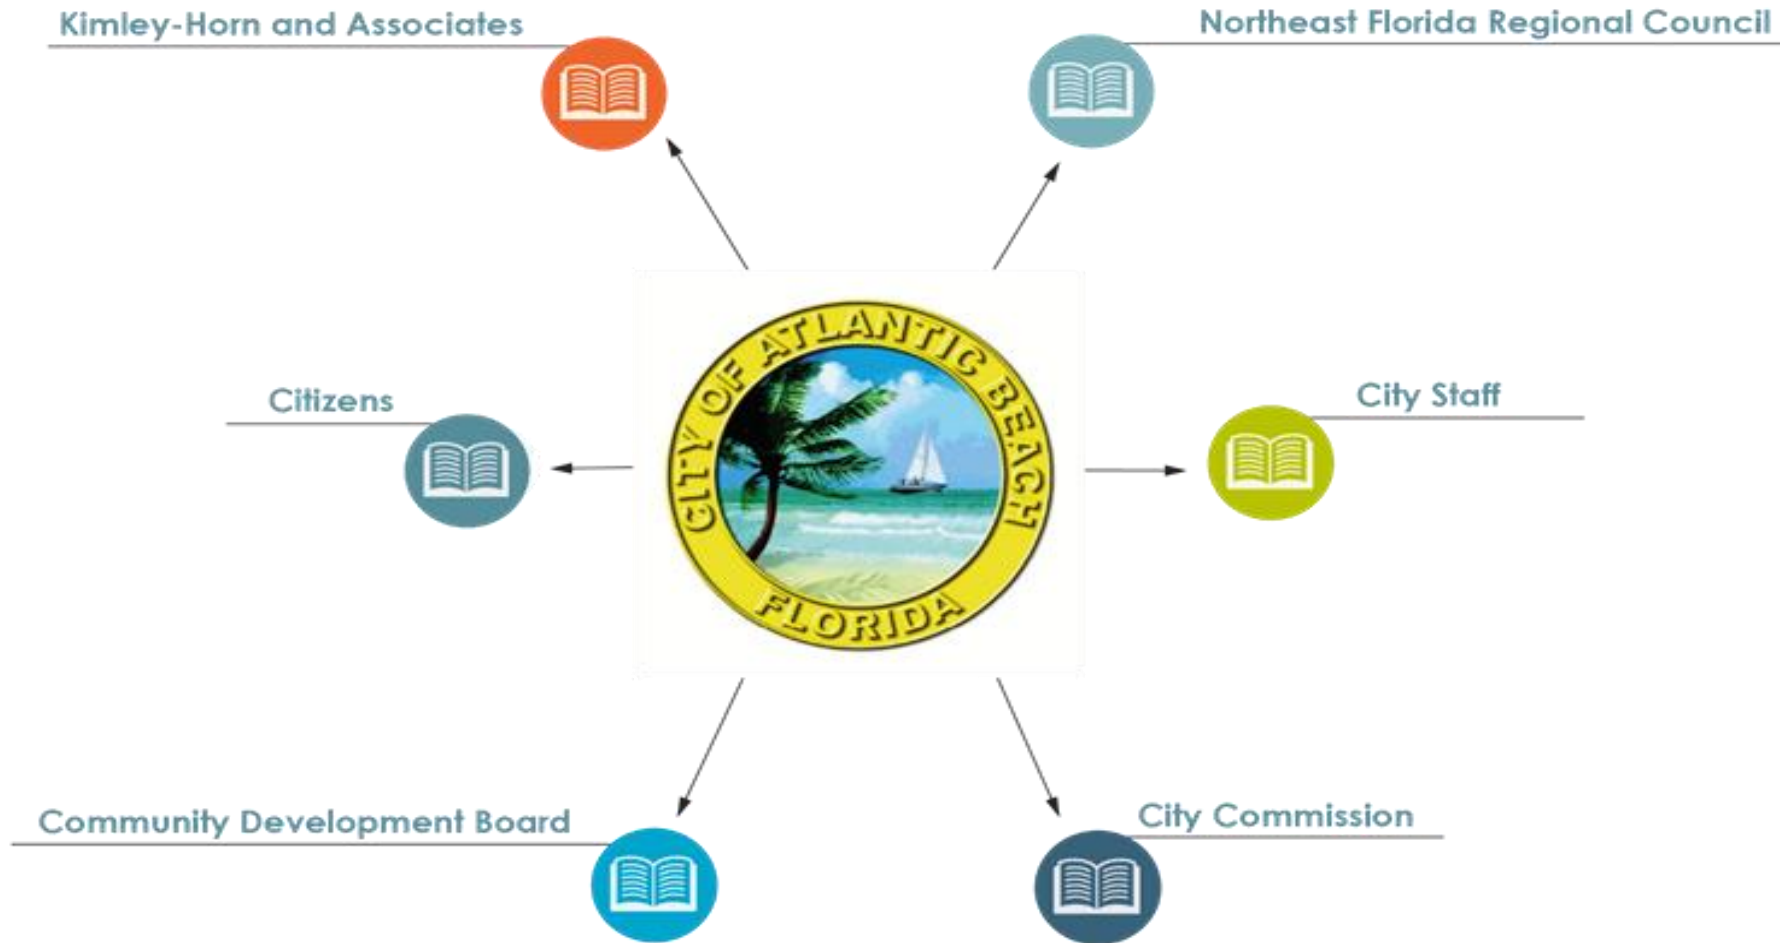 Kimley-Horn and Associates
Northeast Florida Regional Council
CITY OF ATLANTIC BEACH
FLORIDA
Citizens
City Staff
Community Development Board
City Commission